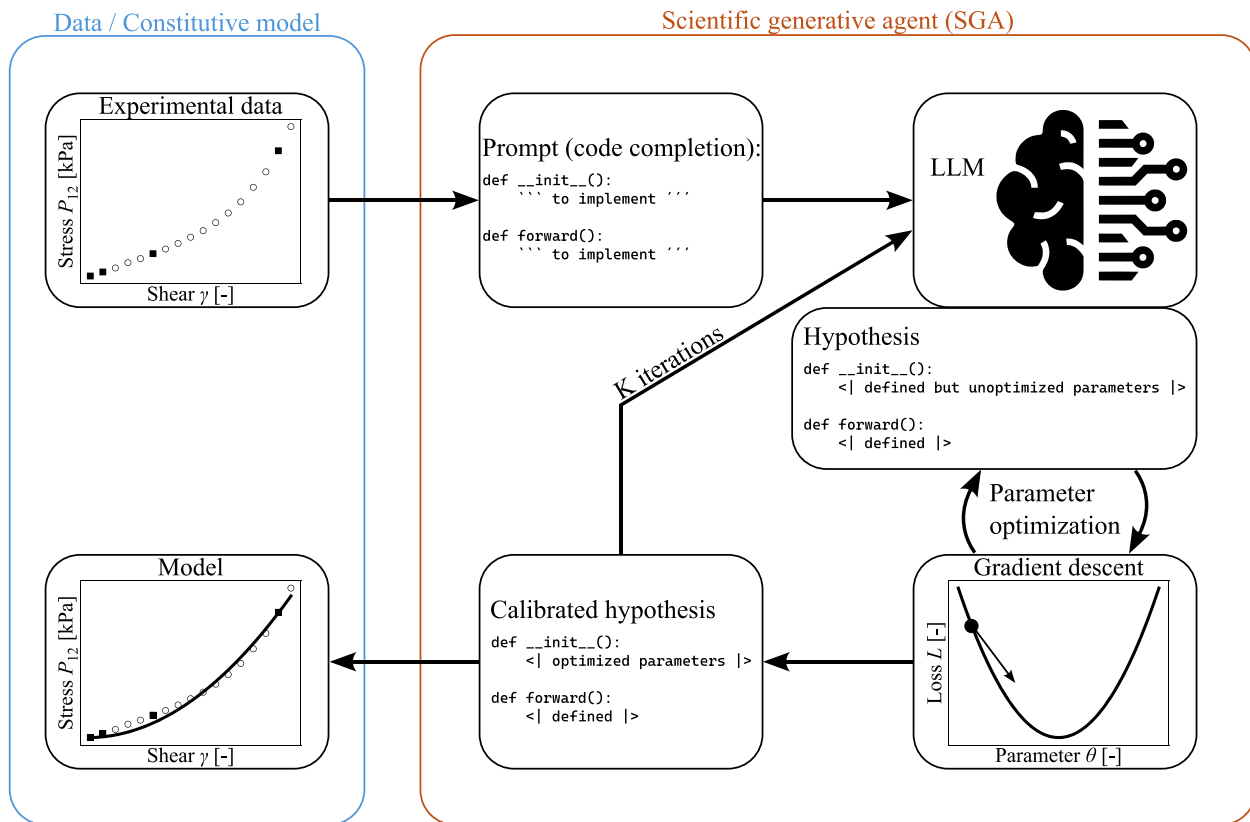 Data / Constitutive model
Scientific generative agent (SGA)
Experimental data
Stress P₁₂ [kPa]
Shear γ [-]
Prompt (code completion):
def __init__():
    ``` to implement ´´´
def forward():
    ``` to implement ´´´
LLM
Hypothesis
def __init__():
    <| defined but unoptimized parameters |>
def forward():
    <| defined |>
K iterations
Parameter
optimization
Model
Stress P₁₂ [kPa]
Shear γ [-]
Calibrated hypothesis
def __init__():
    <| optimized parameters |>
def forward():
    <| defined |>
Gradient descent
Loss L [-]
Parameter θ [-]